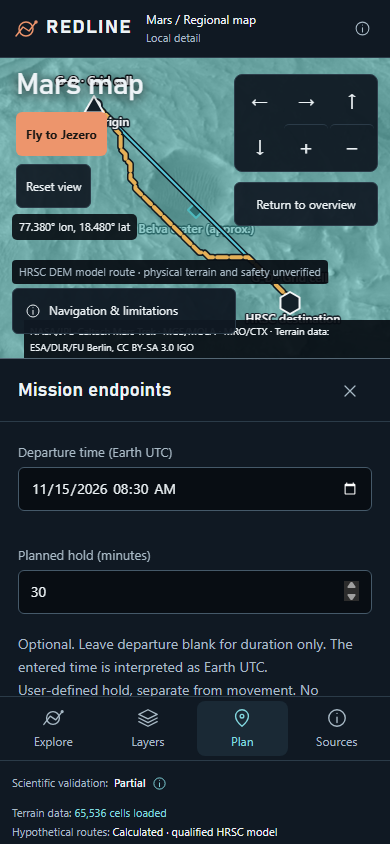 REDLINE
Mars / Regional map
Local detail
Mars map
Fly to Jezero
Reset view
Return to overview
77.380° lon, 18.480° lat
HRSC DEM model route · physical terrain and safety unverified
Navigation & limitations
HRSC destination
MRO/CTX · Terrain data:
ESA/DLR/FU Berlin, CC BY-SA 3.0 IGO
Mission endpoints
Departure time (Earth UTC)
11/15/2026 08:30 AM
Planned hold (minutes)
30
Optional. Leave departure blank for duration only. The
entered time is interpreted as Earth UTC.
User-defined hold, separate from movement. No
Explore
Layers
Plan
Sources
Scientific validation: Partial
Terrain data: 65,536 cells loaded
Hypothetical routes: Calculated · qualified HRSC model